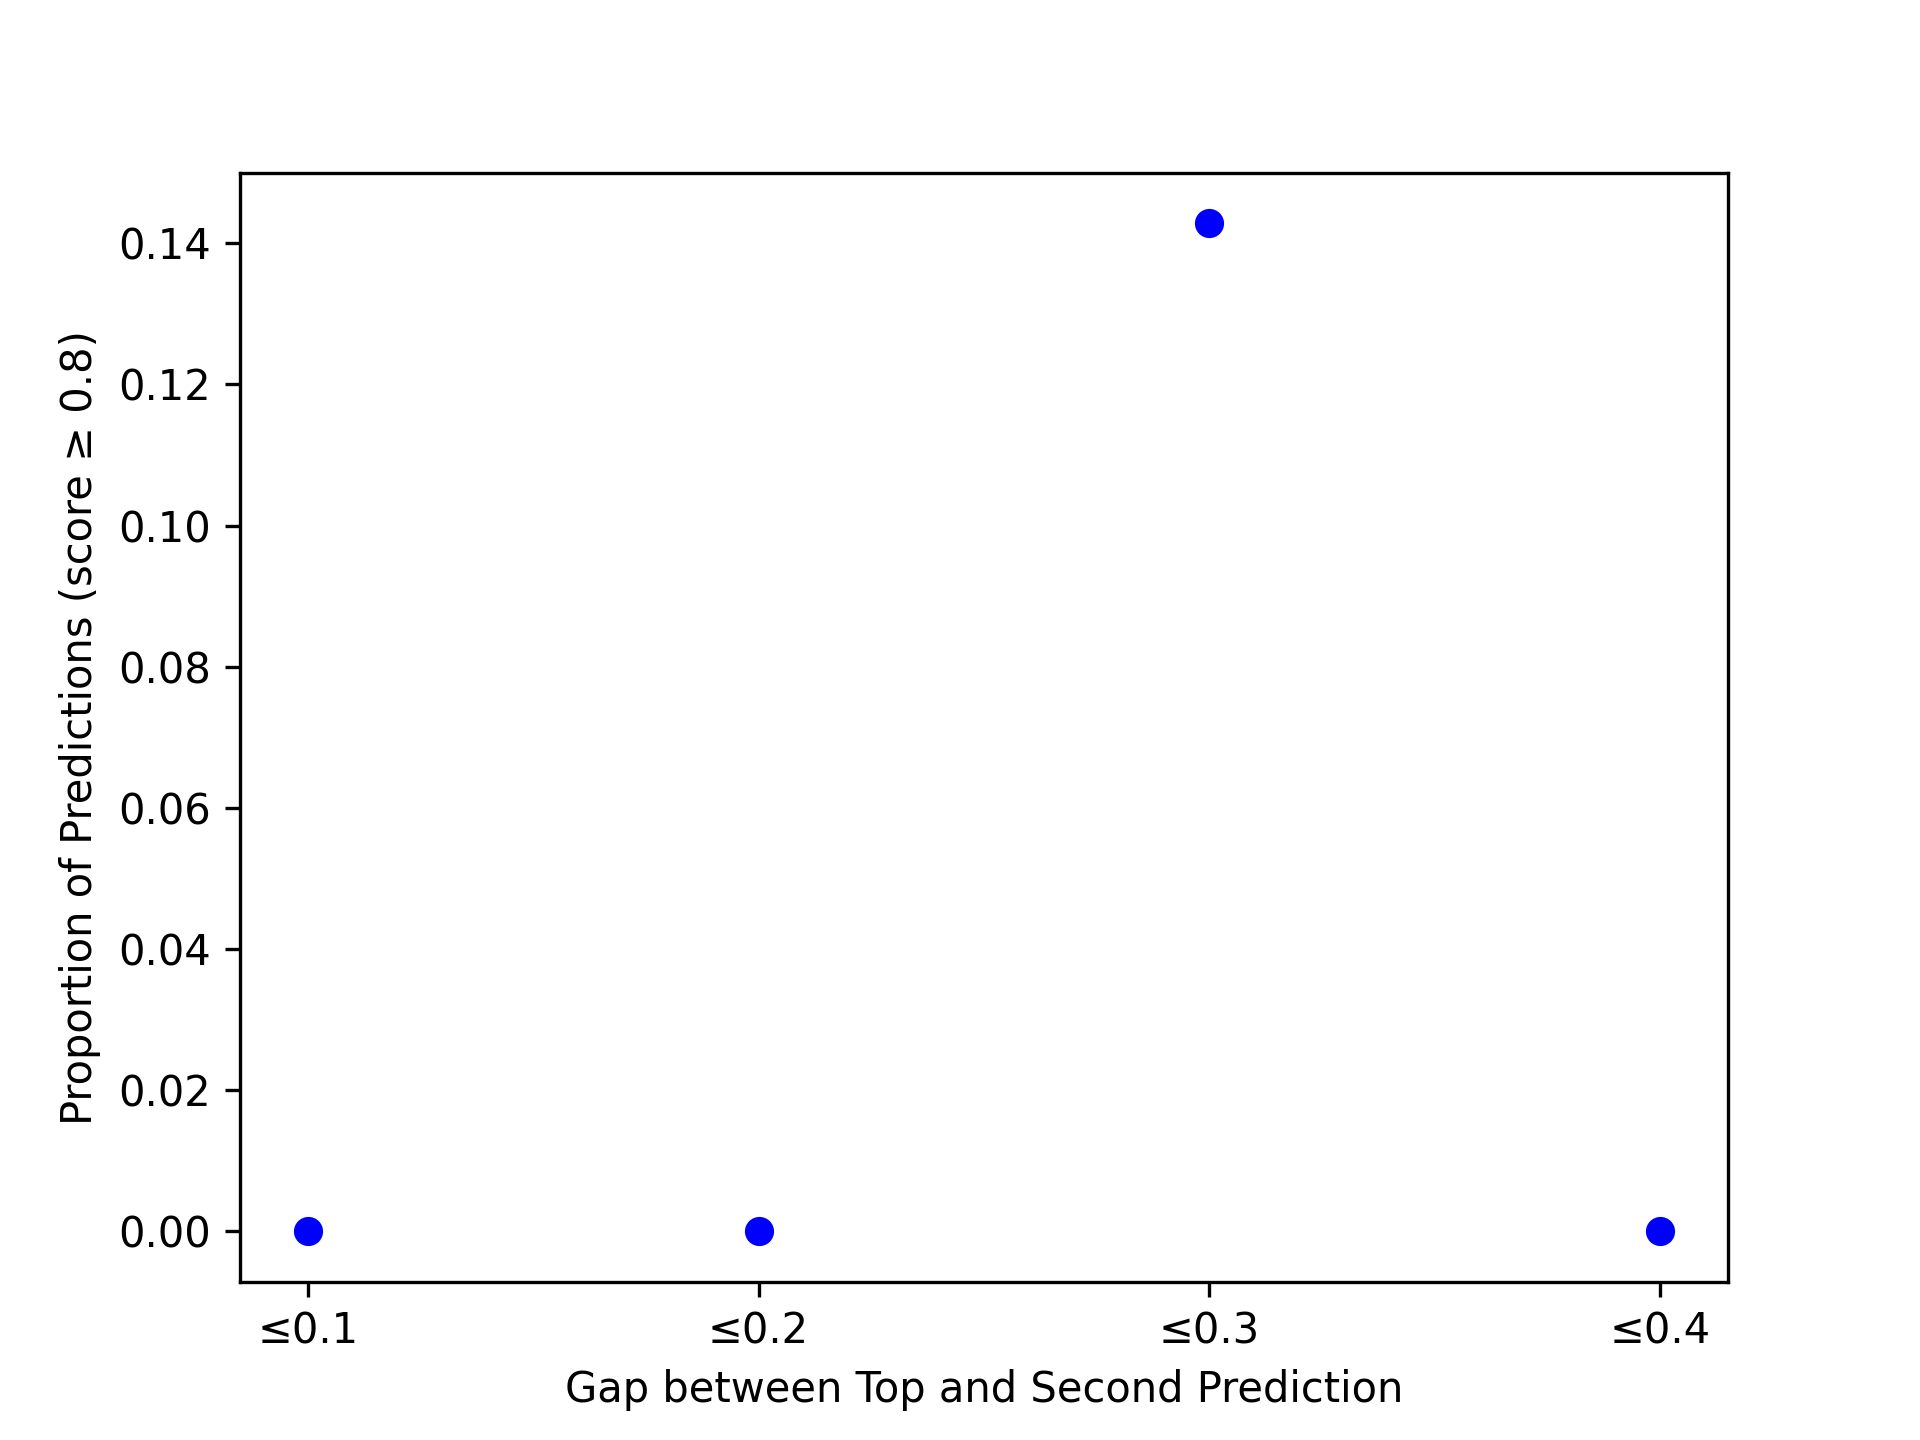 0.14
0.12
0.10
0.08
0.06
0.04
0.02
0.00
Proportion of Predictions (score ≥ 0.8)
≤0.1 ≤0.2 ≤0.3 ≤0.4
Gap between Top and Second Prediction